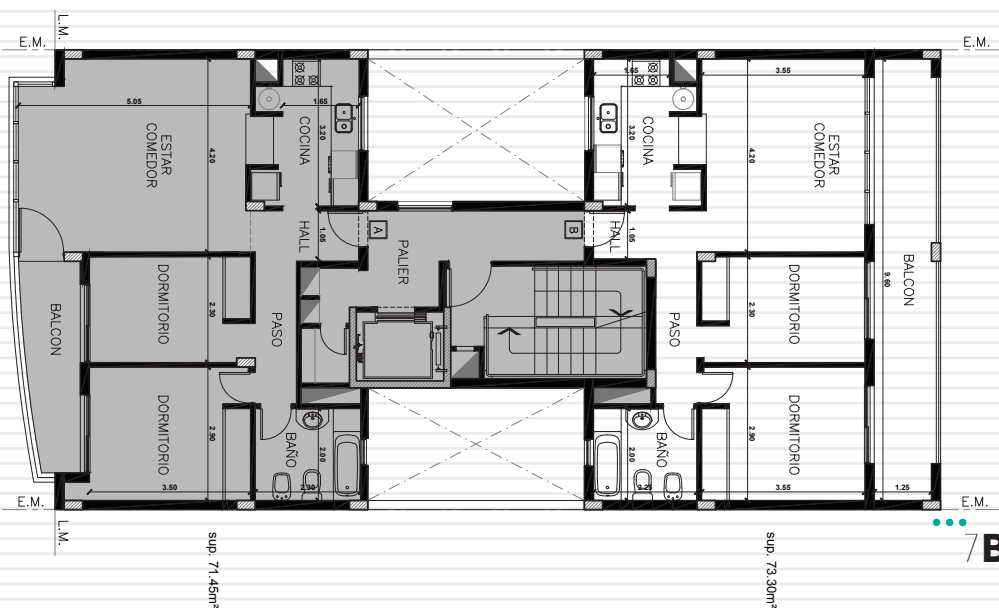 L.M.
E.M.
E.M.
5.05
1.65
1.65
3.55
ESTAR
COMEDOR
4.20
COCINA
3.20
3.20
COCINA
4.20
ESTAR
COMEDOR
HALL
1.05
A
PALIER
B
HALL
1.05
BALCON
9.60
DORMITORIO
2.30
PASO
PASO
2.30
DORMITORIO
BALCON
DORMITORIO
2.90
BAÑO
2.00
2.00
BAÑO
2.90
DORMITORIO
3.50
2.25
3.55
1.25
E.M.
E.M.
L.M.
sup. 71.45m²
sup. 73.30m²
7B